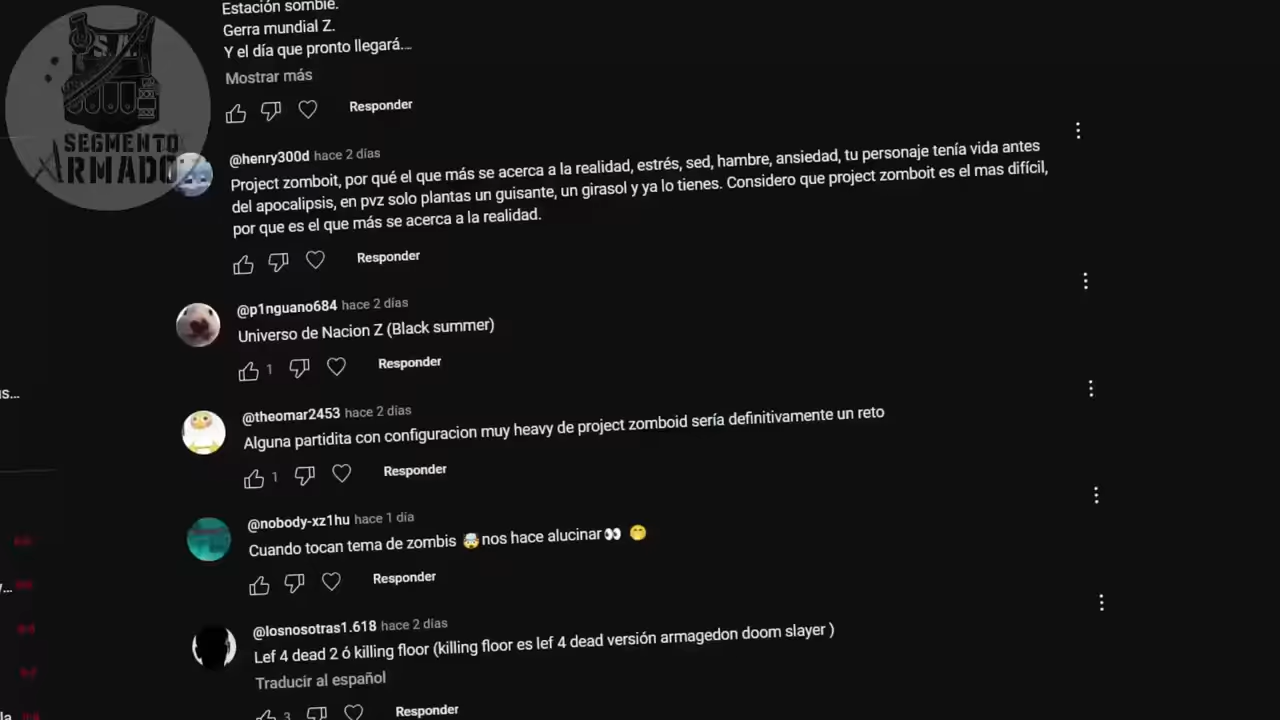 Estación sombie.
Gerra mundial Z.
Y el día que pronto llegará...
Mostrar más
Responder
S.A.
SEGMENTO
ARMADO
@henry300d hace 2 días
Project zomboit, por qué el que más se acerca a la realidad, estrés, sed, hambre, ansiedad, tu personaje tenía vida antes
del apocalipsis, en pvz solo plantas un guisante, un girasol y ya lo tienes. Considero que project zomboit es el mas difícil,
por que es el que más se acerca a la realidad.
Responder
@p1nguano684 hace 2 días
Universo de Nacion Z (Black summer)
1 Responder
@theomar2453 hace 2 días
Alguna partidita con configuracion muy heavy de project zomboid sería definitivamente un reto
1 Responder
@nobody-xz1hu hace 1 día
Cuando tocan tema de zombis 🤯nos hace alucinar👀 🤭
Responder
@losnosotras1.618 hace 2 días
Lef 4 dead 2 ó killing floor (killing floor es lef 4 dead versión armagedon doom slayer )
Traducir al español
3 Responder